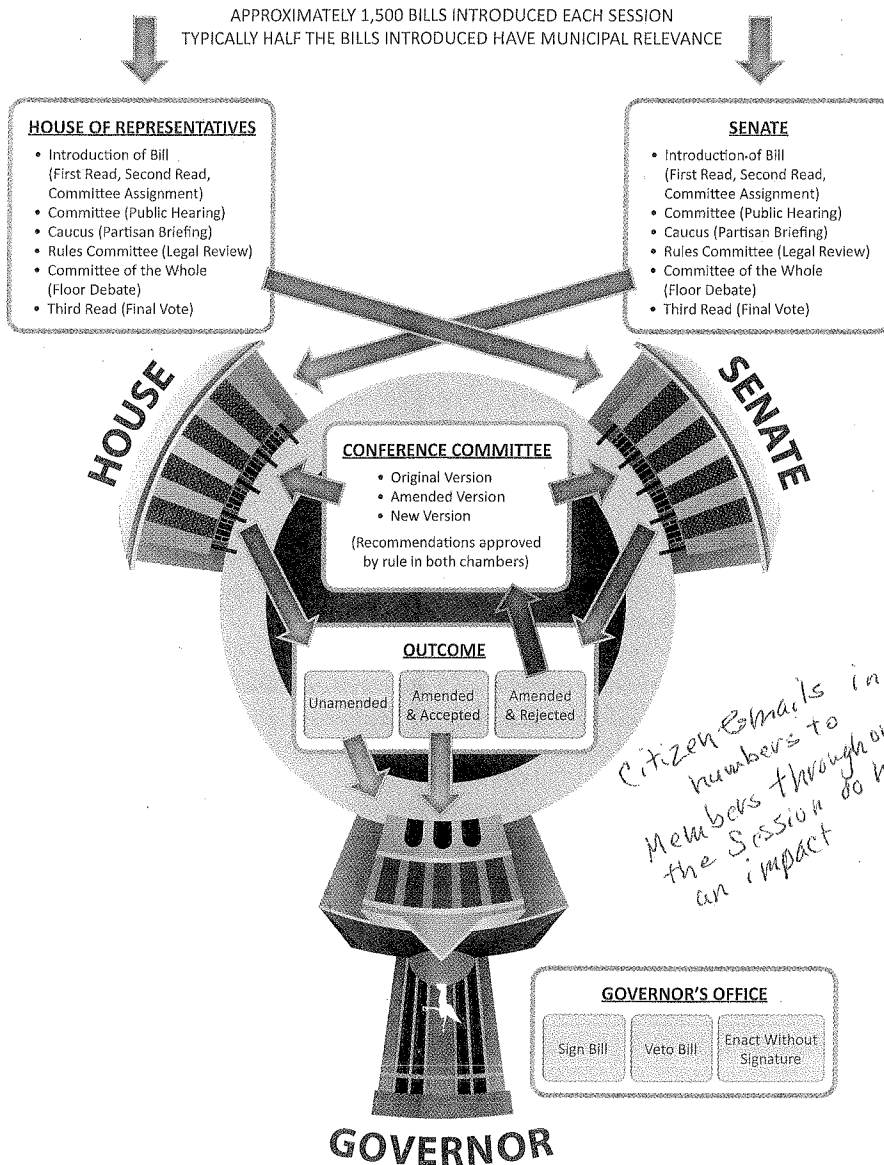 APPROXIMATELY 1,500 BILLS INTRODUCED EACH SESSION
TYPICALLY HALF THE BILLS INTRODUCED HAVE MUNICIPAL RELEVANCE
HOUSE OF REPRESENTATIVES
• Introduction of Bill
(First Read, Second Read,
Committee Assignment)
• Committee (Public Hearing)
• Caucus (Partisan Briefing)
• Rules Committee (Legal Review)
• Committee of the Whole
(Floor Debate)
• Third Read (Final Vote)
SENATE
• Introduction of Bill
(First Read, Second Read,
Committee Assignment)
• Committee (Public Hearing)
• Caucus (Partisan Briefing)
• Rules Committee (Legal Review)
• Committee of the Whole
(Floor Debate)
• Third Read (Final Vote)
HOUSE
SENATE
CONFERENCE COMMITTEE
• Original Version
• Amended Version
• New Version
(Recommendations approved
by rule in both chambers)
OUTCOME
Unamended
Amended
& Accepted
Amended
& Rejected
Citizen Emails in
numbers to
Members
the Session do
an impact
GOVERNOR'S OFFICE
Sign Bill
Veto Bill
Enact Without
Signature
GOVERNOR